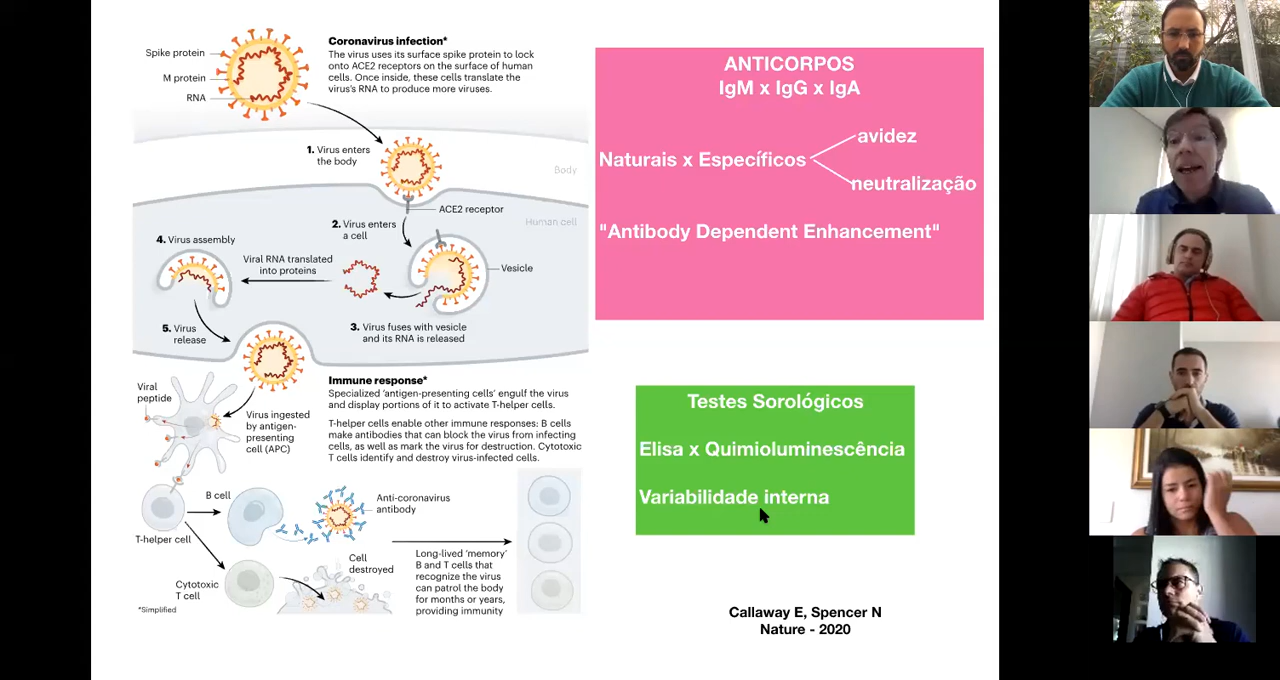 Coronavirus infection*
The virus uses its surface spike protein to lock
onto ACE2 receptors on the surface of human
cells. Once inside, these cells translate the
virus's RNA to produce more viruses.
Spike protein
M protein
RNA
1. Virus enters
the body
Body
ACE2 receptor
Human cell
2. Virus enters
a cell
4. Virus assembly
Viral RNA translated
into proteins
Vesicle
3. Virus fuses with vesicle
and its RNA is released
5. Virus
release
Immune response*
Specialized 'antigen-presenting cells' engulf the virus
and display portions of it to activate T-helper cells.
T-helper cells enable other immune responses: B cells
make antibodies that can block the virus from infecting
cells, as well as mark the virus for destruction. Cytotoxic
T cells identify and destroy virus-infected cells.
Viral
peptide
Virus ingested
by antigen-
presenting
cell (APC)
B cell
Anti-coronavirus
antibody
T-helper cell
Cell
destroyed
Long-lived 'memory'
B and T cells that
recognize the virus
can patrol the body
for months or years,
providing immunity
Cytotoxic
T cell
*Simplified
ANTICORPOS
IgM x IgG x IgA
avidez
Naturais x Específicos
neutralização
"Antibody Dependent Enhancement"
Testes Sorológicos
Elisa x Quimioluminescência
Variabilidade interna
Callaway E, Spencer N
Nature - 2020